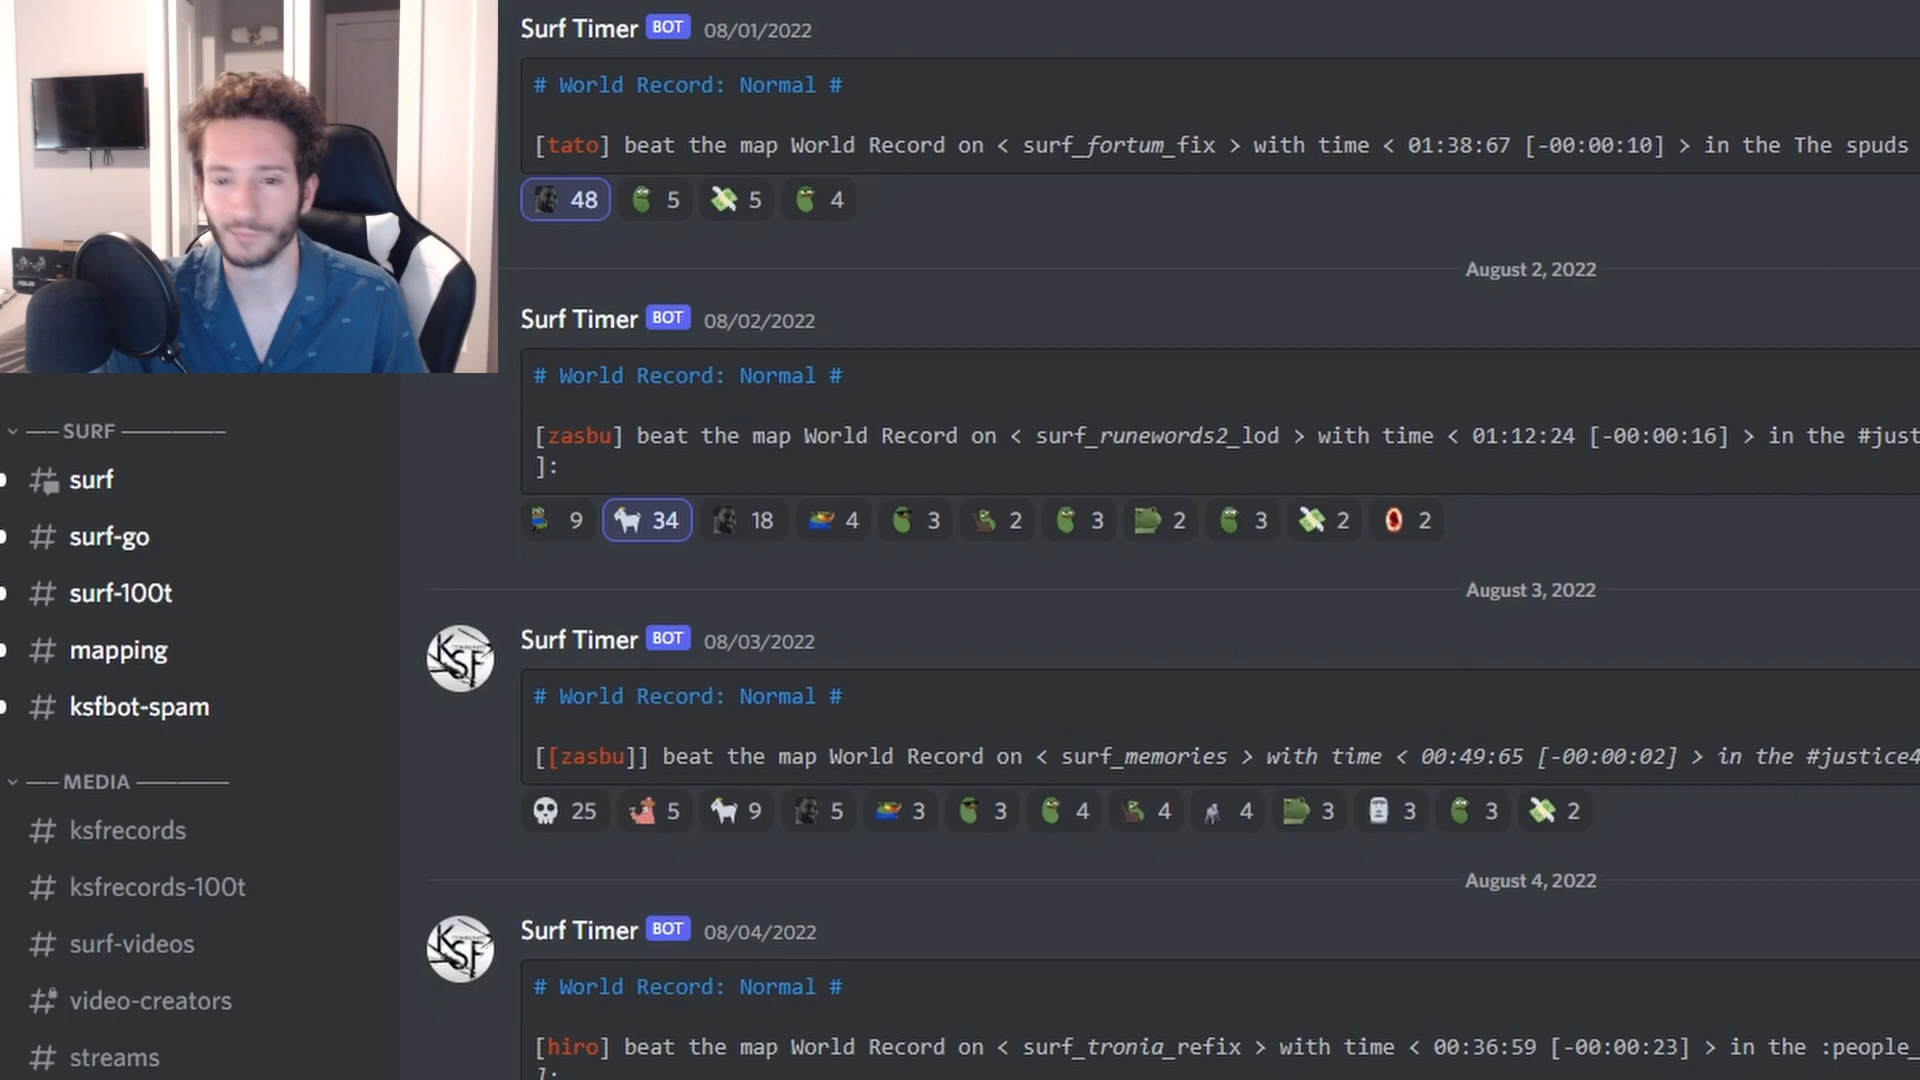 Surf Timer BOT 08/01/2022
# World Record: Normal #
[tato] beat the map World Record on < surf_fortum_fix > with time < 01:38:67 [-00:00:10] > in the The spuds
48 5 5 4
August 2, 2022
Surf Timer BOT 08/02/2022
# World Record: Normal #
[zasbu] beat the map World Record on < surf_runewords2_lod > with time < 01:12:24 [-00:00:16] > in the #just
]:
9 34 18 4 3 2 3 2 3 2 2
August 3, 2022
KSF
Surf Timer BOT 08/03/2022
# World Record: Normal #
[[zasbu]] beat the map World Record on < surf_memories > with time < 00:49:65 [-00:00:02] > in the #justice4
25 5 9 5 3 3 4 4 4 3 3 3 2
August 4, 2022
KSF
Surf Timer BOT 08/04/2022
# World Record: Normal #
[hiro] beat the map World Record on < surf_tronia_refix > with time < 00:36:59 [-00:00:23] > in the :people_
]:
SURF
# surf
# surf-go
# surf-100t
# mapping
# ksfbot-spam
MEDIA
# ksfrecords
# ksfrecords-100t
# surf-videos
# video-creators
# streams